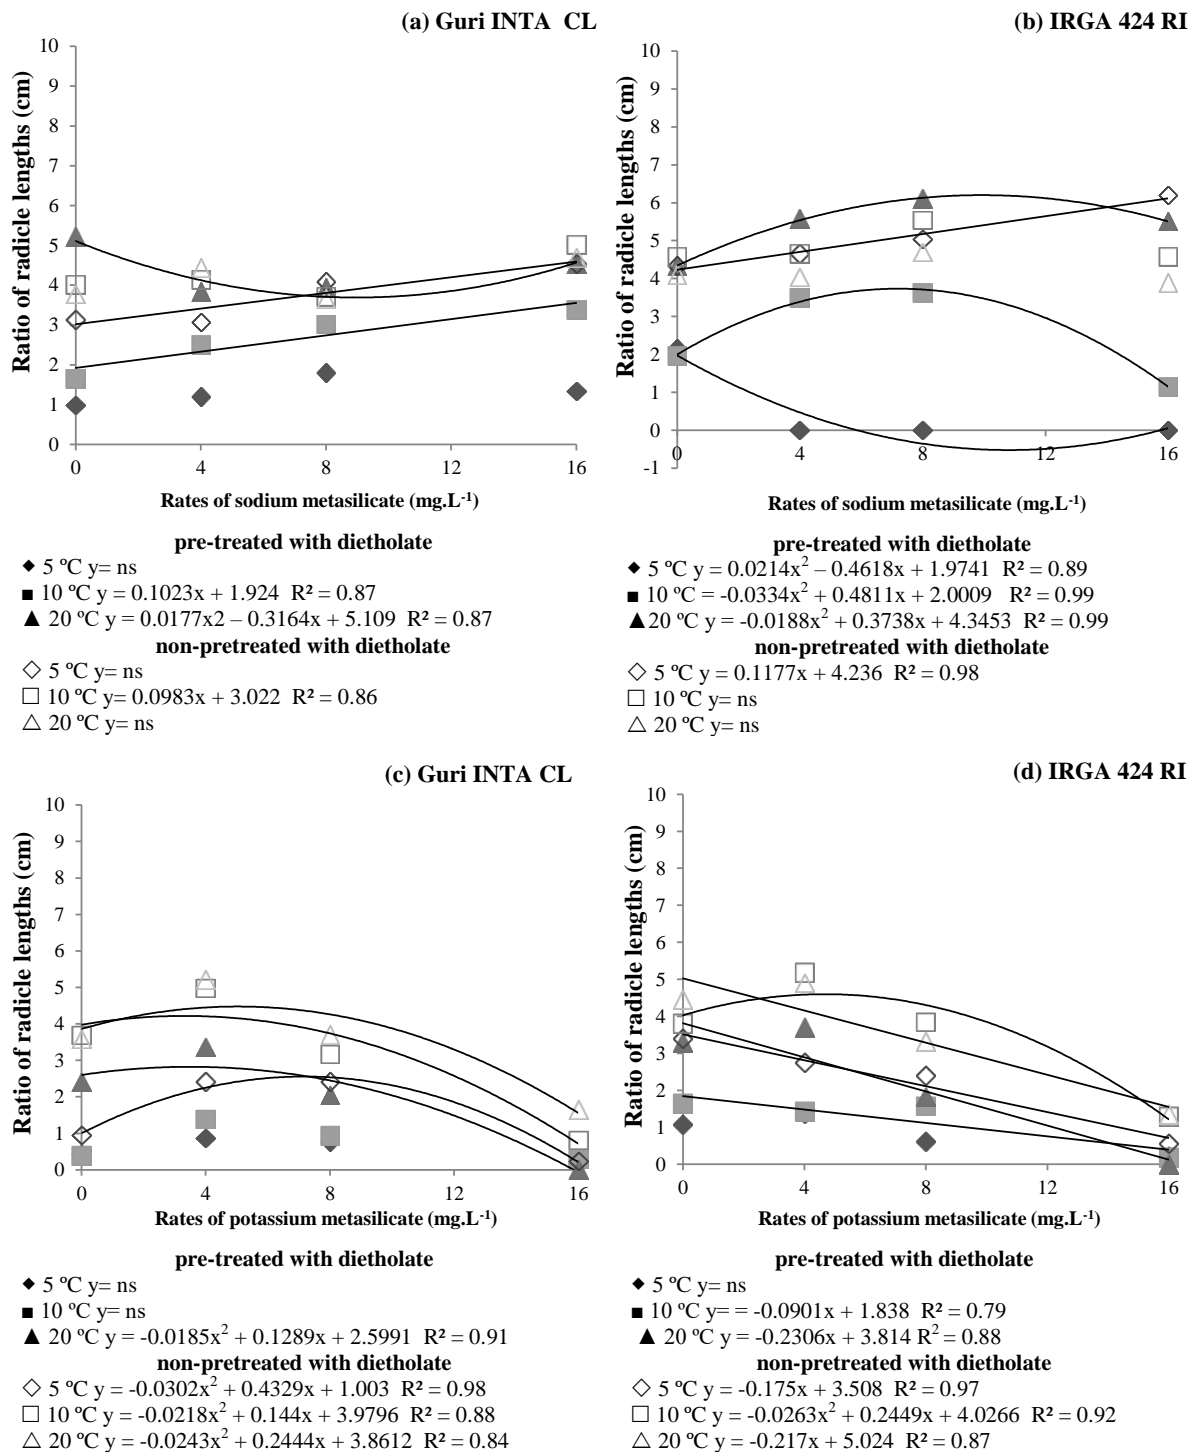 (a) Guri INTA CL
Ratio of radicle lengths (cm)
10
9
8
7
6
5
4
3
2
1
0
0 4 8 12 16
Rates of sodium metasilicate (mg.L⁻¹)
pre-treated with dietholate
◆ 5 ºC y= ns
■ 10 ºC y = 0.1023x + 1.924 R² = 0.87
▲ 20 ºC y = 0.0177x2 – 0.3164x + 5.109 R² = 0.87
non-pretreated with dietholate
◇ 5 ºC y= ns
□ 10 ºC y= 0.0983x + 3.022 R² = 0.86
△ 20 ºC y= ns
(b) IRGA 424 RI
Ratio of radicle lengths (cm)
10
9
8
7
6
5
4
3
2
1
0
-1
0 4 8 12 16
Rates of sodium metasilicate (mg.L⁻¹)
pre-treated with dietholate
◆ 5 ºC y = 0.0214x² – 0.4618x + 1.9741 R² = 0.89
■ 10 ºC = -0.0334x² + 0.4811x + 2.0009 R² = 0.99
▲20 ºC y = -0.0188x² + 0.3738x + 4.3453 R² = 0.99
non-pretreated with dietholate
◇ 5 ºC y = 0.1177x + 4.236 R² = 0.98
□ 10 ºC y= ns
△ 20 ºC y= ns
(c) Guri INTA CL
Ratio of radicle lengths (cm)
10
9
8
7
6
5
4
3
2
1
0
0 4 8 12 16
Rates of potassium metasilicate (mg.L⁻¹)
pre-treated with dietholate
◆ 5 ºC y= ns
■ 10 ºC y= ns
▲ 20 ºC y = -0.0185x² + 0.1289x + 2.5991 R² = 0.91
non-pretreated with dietholate
◇ 5 ºC y = -0.0302x² + 0.4329x + 1.003 R² = 0.98
□ 10 ºC y = -0.0218x² + 0.144x + 3.9796 R² = 0.88
△ 20 ºC y = -0.0243x² + 0.2444x + 3.8612 R² = 0.84
(d) IRGA 424 RI
Ratio of radicle lengths (cm)
10
9
8
7
6
5
4
3
2
1
0
0 4 8 12 16
Rates of potassium metasilicate (mg.L⁻¹)
pre-treated with dietholate
◆ 5 ºC y= ns
■ 10 ºC y= = -0.0901x + 1.838 R² = 0.79
▲ 20 ºC y = -0.2306x + 3.814 R² = 0.88
non-pretreated with dietholate
◇ 5 ºC y = -0.175x + 3.508 R² = 0.97
□ 10 ºC y = -0.0263x² + 0.2449x + 4.0266 R² = 0.92
△ 20 ºC y = -0.217x + 5.024 R² = 0.87